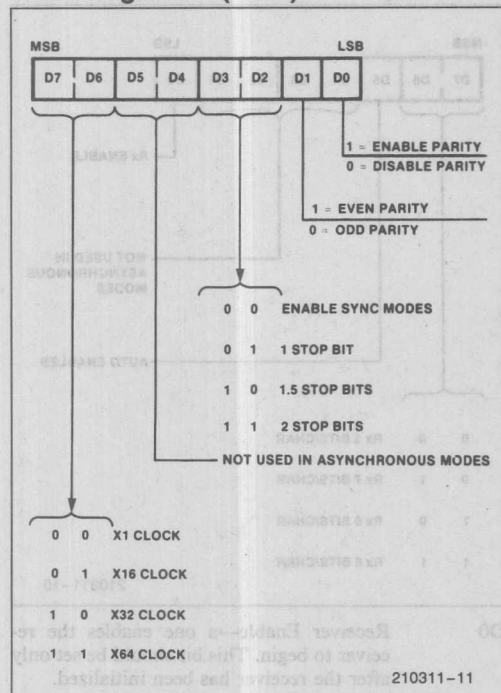 MSB LSB
D7 D6 D5 D4 D3 D2 D1 D0
1 = ENABLE PARITY
0 = DISABLE PARITY
1 = EVEN PARITY
0 = ODD PARITY
0 0 ENABLE SYNC MODES
0 1 1 STOP BIT
1 0 1.5 STOP BITS
1 1 2 STOP BITS
NOT USED IN ASYNCHRONOUS MODES
0 0 X1 CLOCK
0 1 X16 CLOCK
1 0 X32 CLOCK
1 1 X64 CLOCK
210311-11